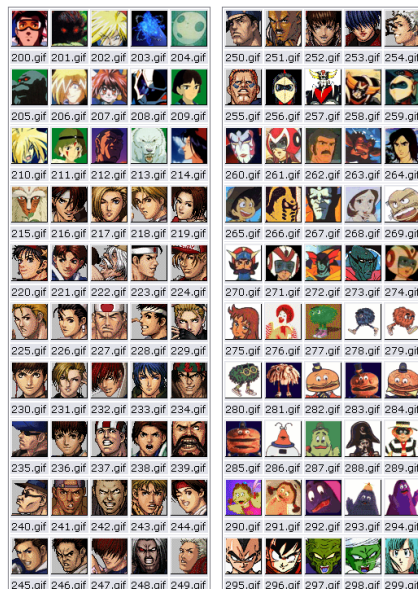 200.gif 201.gif 202.gif 203.gif 204.gif
205.gif 206.gif 207.gif 208.gif 209.gif
210.gif 211.gif 212.gif 213.gif 214.gif
215.gif 216.gif 217.gif 218.gif 219.gif
220.gif 221.gif 222.gif 223.gif 224.gif
225.gif 226.gif 227.gif 228.gif 229.gif
230.gif 231.gif 232.gif 233.gif 234.gif
235.gif 236.gif 237.gif 238.gif 239.gif
240.gif 241.gif 242.gif 243.gif 244.gif
245.gif 246.gif 247.gif 248.gif 249.gif
250.gif 251.gif 252.gif 253.gif 254.gif
255.gif 256.gif 257.gif 258.gif 259.gif
260.gif 261.gif 262.gif 263.gif 264.gif
265.gif 266.gif 267.gif 268.gif 269.gif
270.gif 271.gif 272.gif 273.gif 274.gif
275.gif 276.gif 277.gif 278.gif 279.gif
280.gif 281.gif 282.gif 283.gif 284.gif
285.gif 286.gif 287.gif 288.gif 289.gif
290.gif 291.gif 292.gif 293.gif 294.gif
295.gif 296.gif 297.gif 298.gif 299.gif